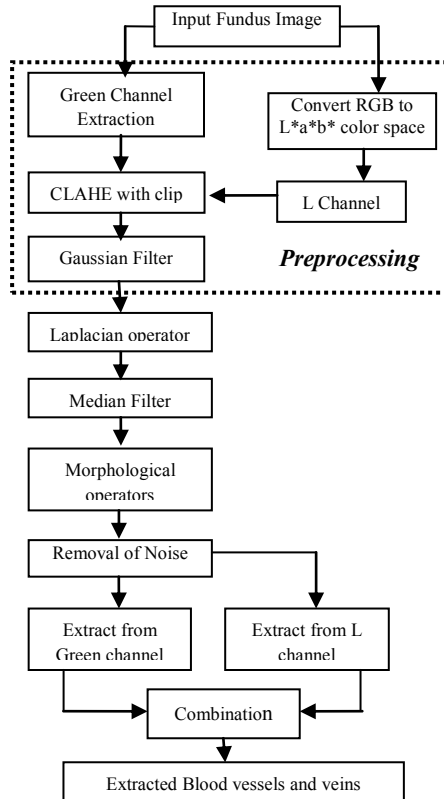 Input Fundus Image
Green Channel
Extraction
Convert RGB to
L*a*b* color space
CLAHE with clip
L Channel
Gaussian Filter
Preprocessing
Laplacian operator
Median Filter
Morphological
operators
Removal of Noise
Extract from
Green channel
Extract from L
channel
Combination
Extracted Blood vessels and veins